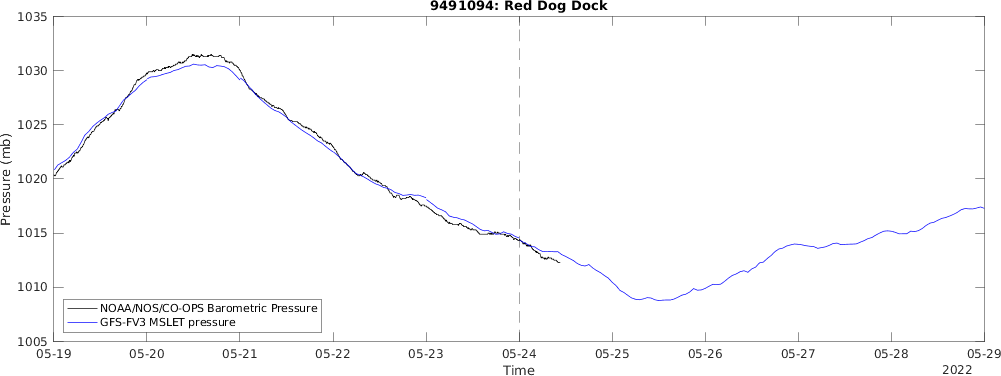 9491094: Red Dog Dock
Pressure (mb)
1035
1030
1025
1020
1015
1010
1005
NOAA/NOS/CO-OPS Barometric Pressure
GFS-FV3 MSLET pressure
05-19 05-20 05-21 05-22 05-23 05-24 05-25 05-26 05-27 05-28 05-29
Time
2022